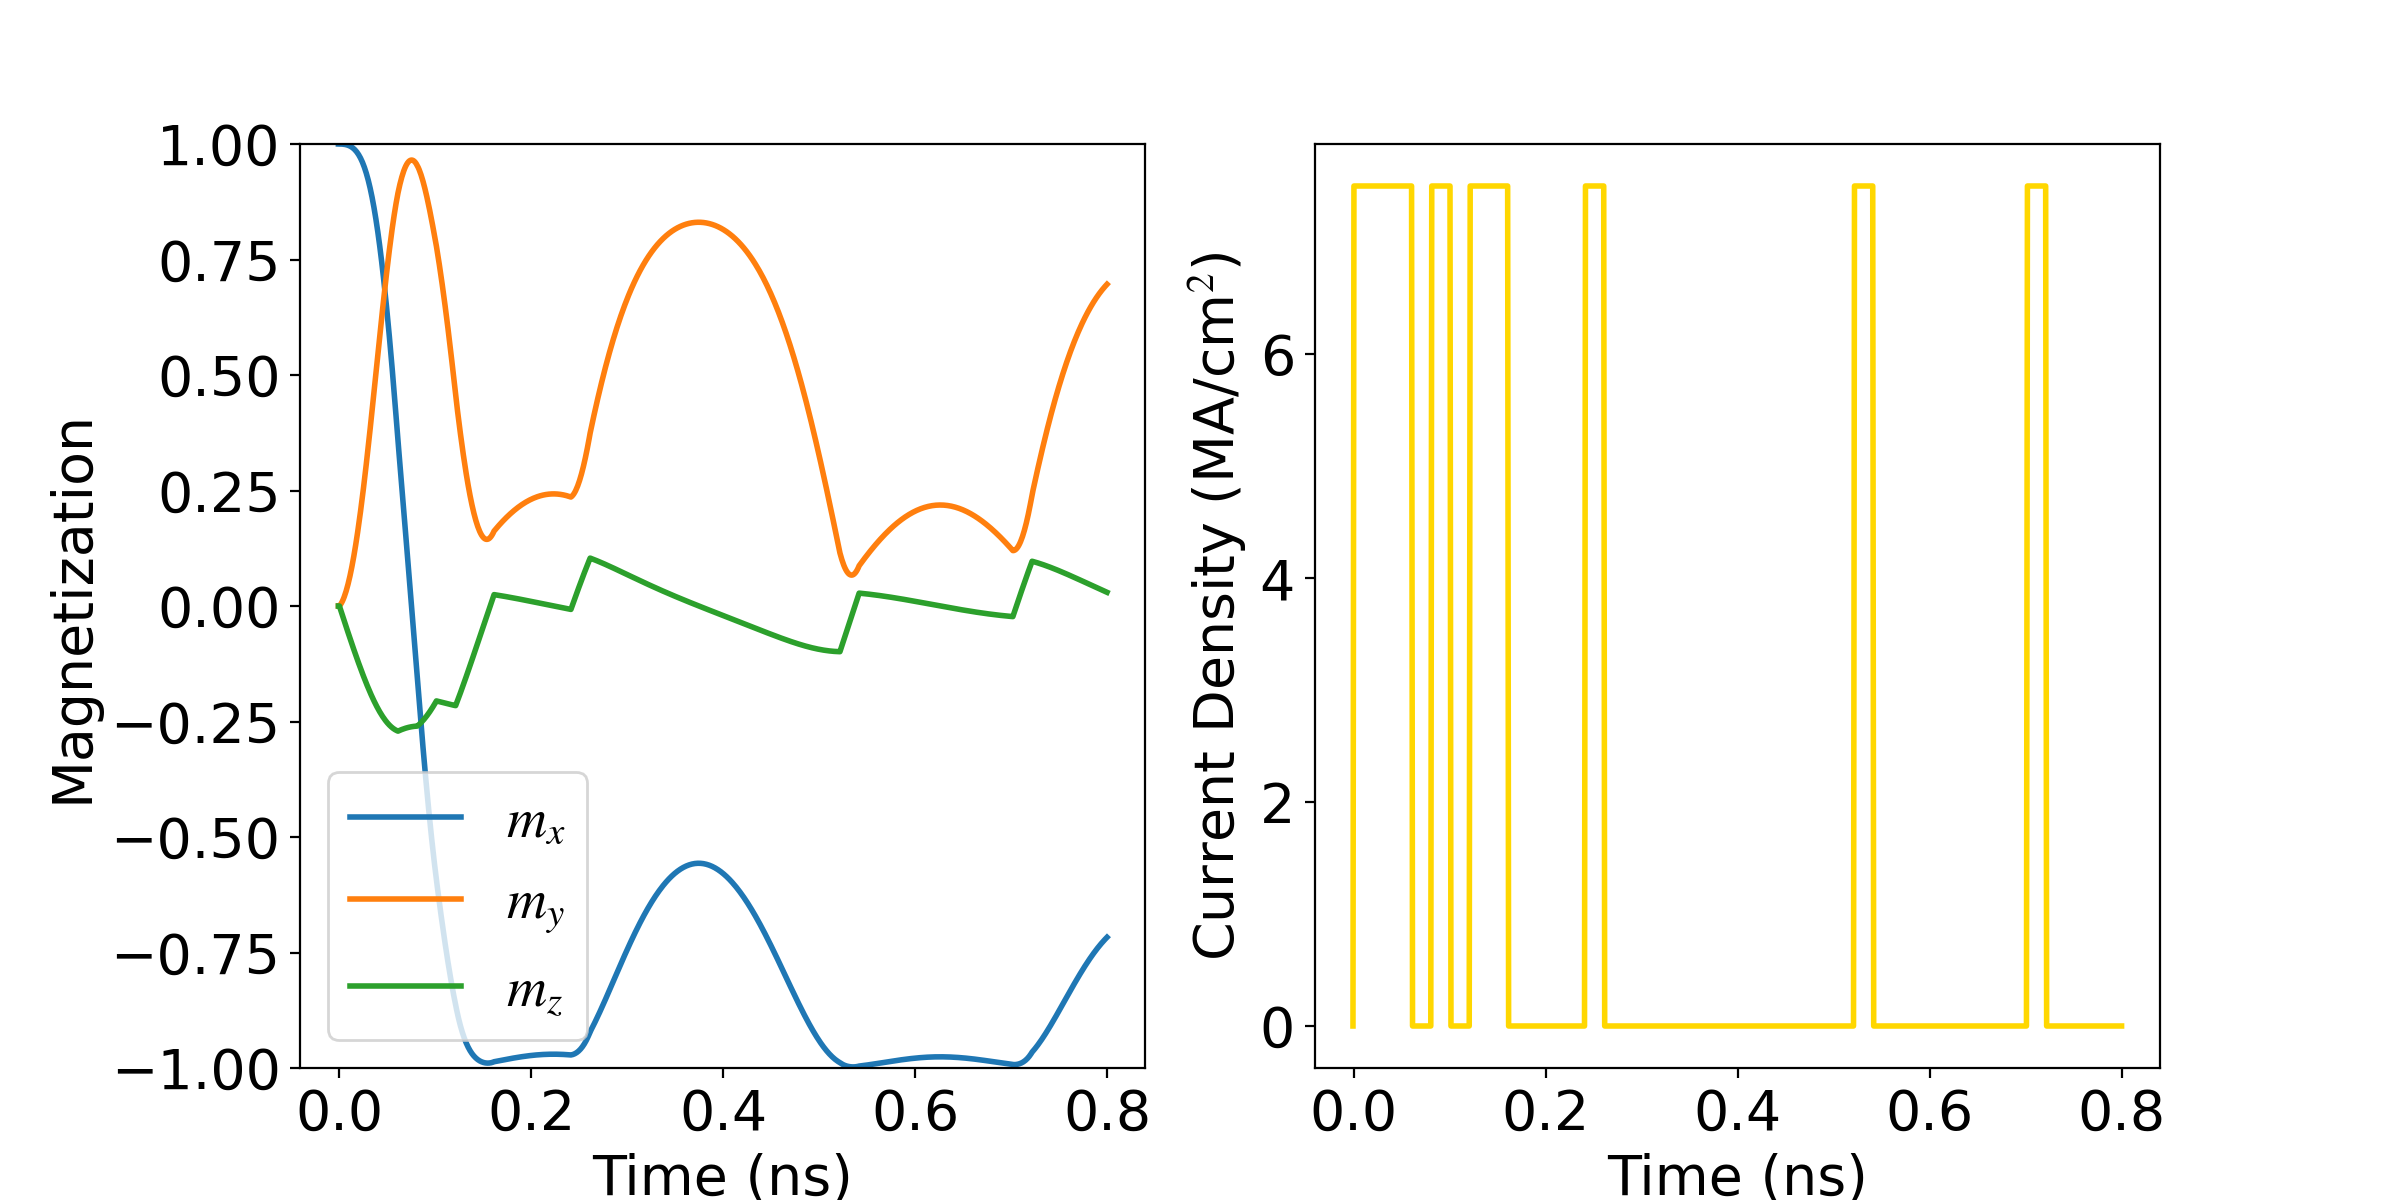 1.00
0.75
0.50
0.25
0.00
−0.25
−0.50
−0.75
−1.00
Magnetization
m_x
m_y
m_z
0.0 0.2 0.4 0.6 0.8
Time (ns)
6
4
2
0
Current Density (MA/cm²)
0.0 0.2 0.4 0.6 0.8
Time (ns)